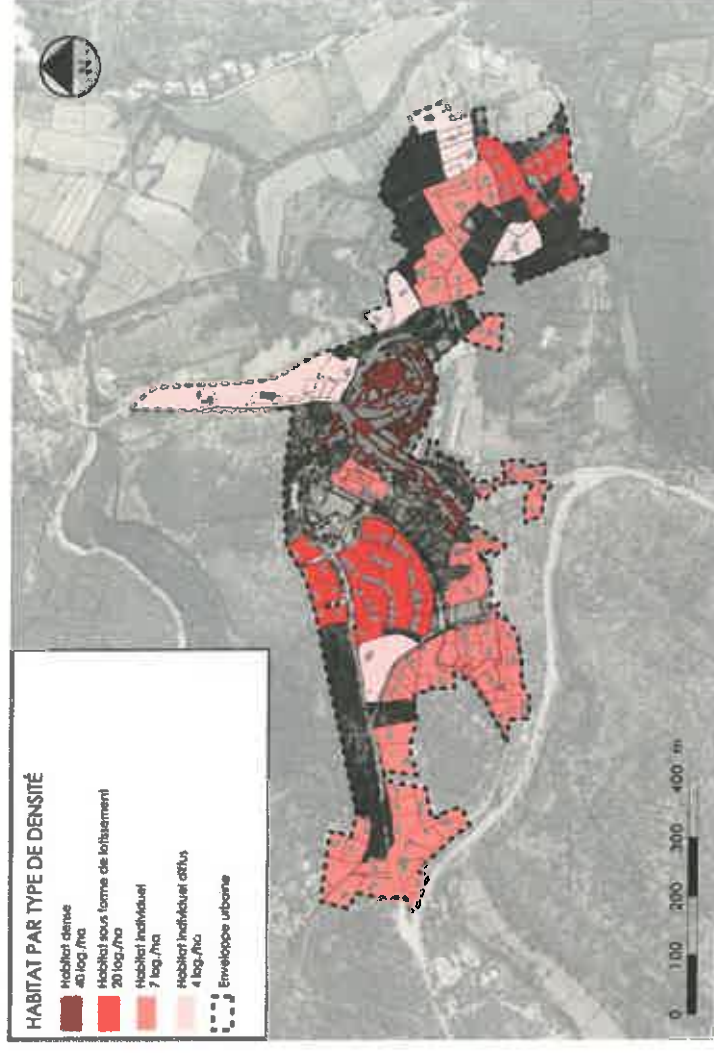 HABITAT PAR TYPE DE DENSITÉ
Habitat dense
40 log./ha
Habitat sous forme de lotissement
20 log./ha
Habitat individuel
7 log./ha
Habitat individuel diffus
4 log./ha
Enveloppe urbaine
0 100 200 300 400 m